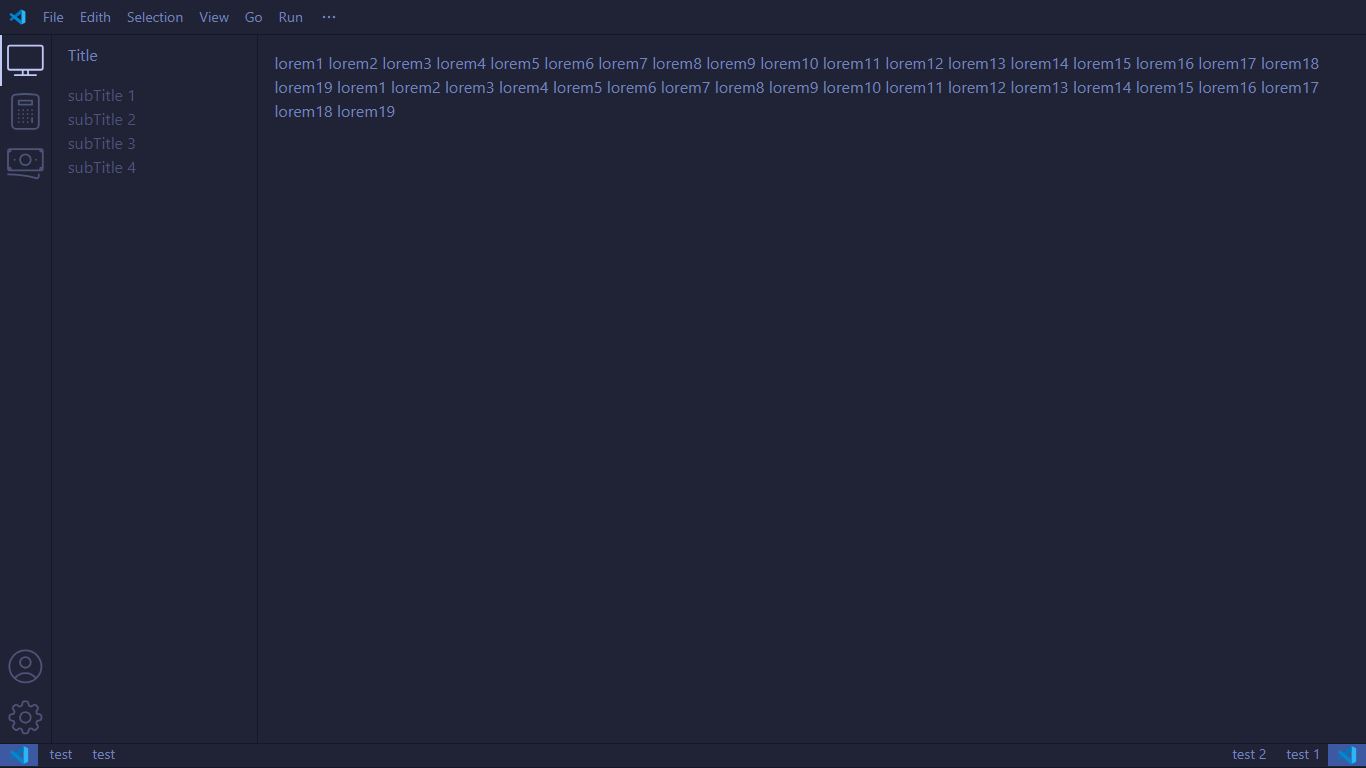 File Edith Selection View Go Run ···
Title
subTitle 1
subTitle 2
subTitle 3
subTitle 4
lorem1 lorem2 lorem3 lorem4 lorem5 lorem6 lorem7 lorem8 lorem9 lorem10 lorem11 lorem12 lorem13 lorem14 lorem15 lorem16 lorem17 lorem18
lorem19 lorem1 lorem2 lorem3 lorem4 lorem5 lorem6 lorem7 lorem8 lorem9 lorem10 lorem11 lorem12 lorem13 lorem14 lorem15 lorem16 lorem17
lorem18 lorem19
test test test 2 test 1